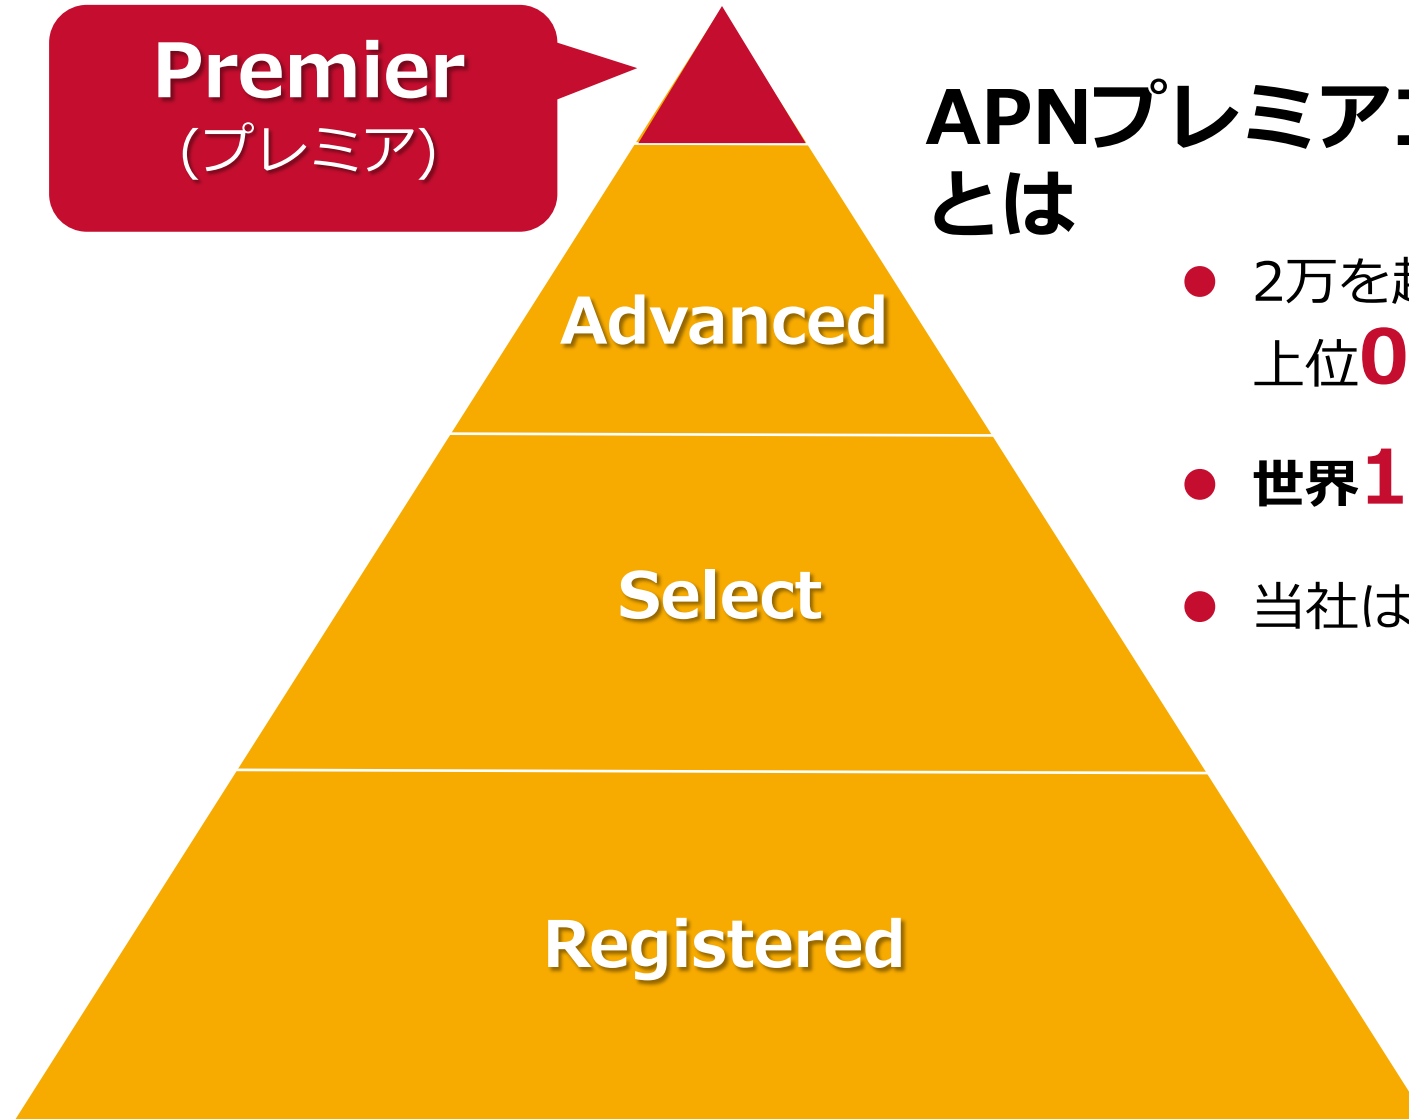 Premier
(プレミア)
APNプレミア
とは
2万を
上位0
世界1
当社は
Advanced
Select
Registered